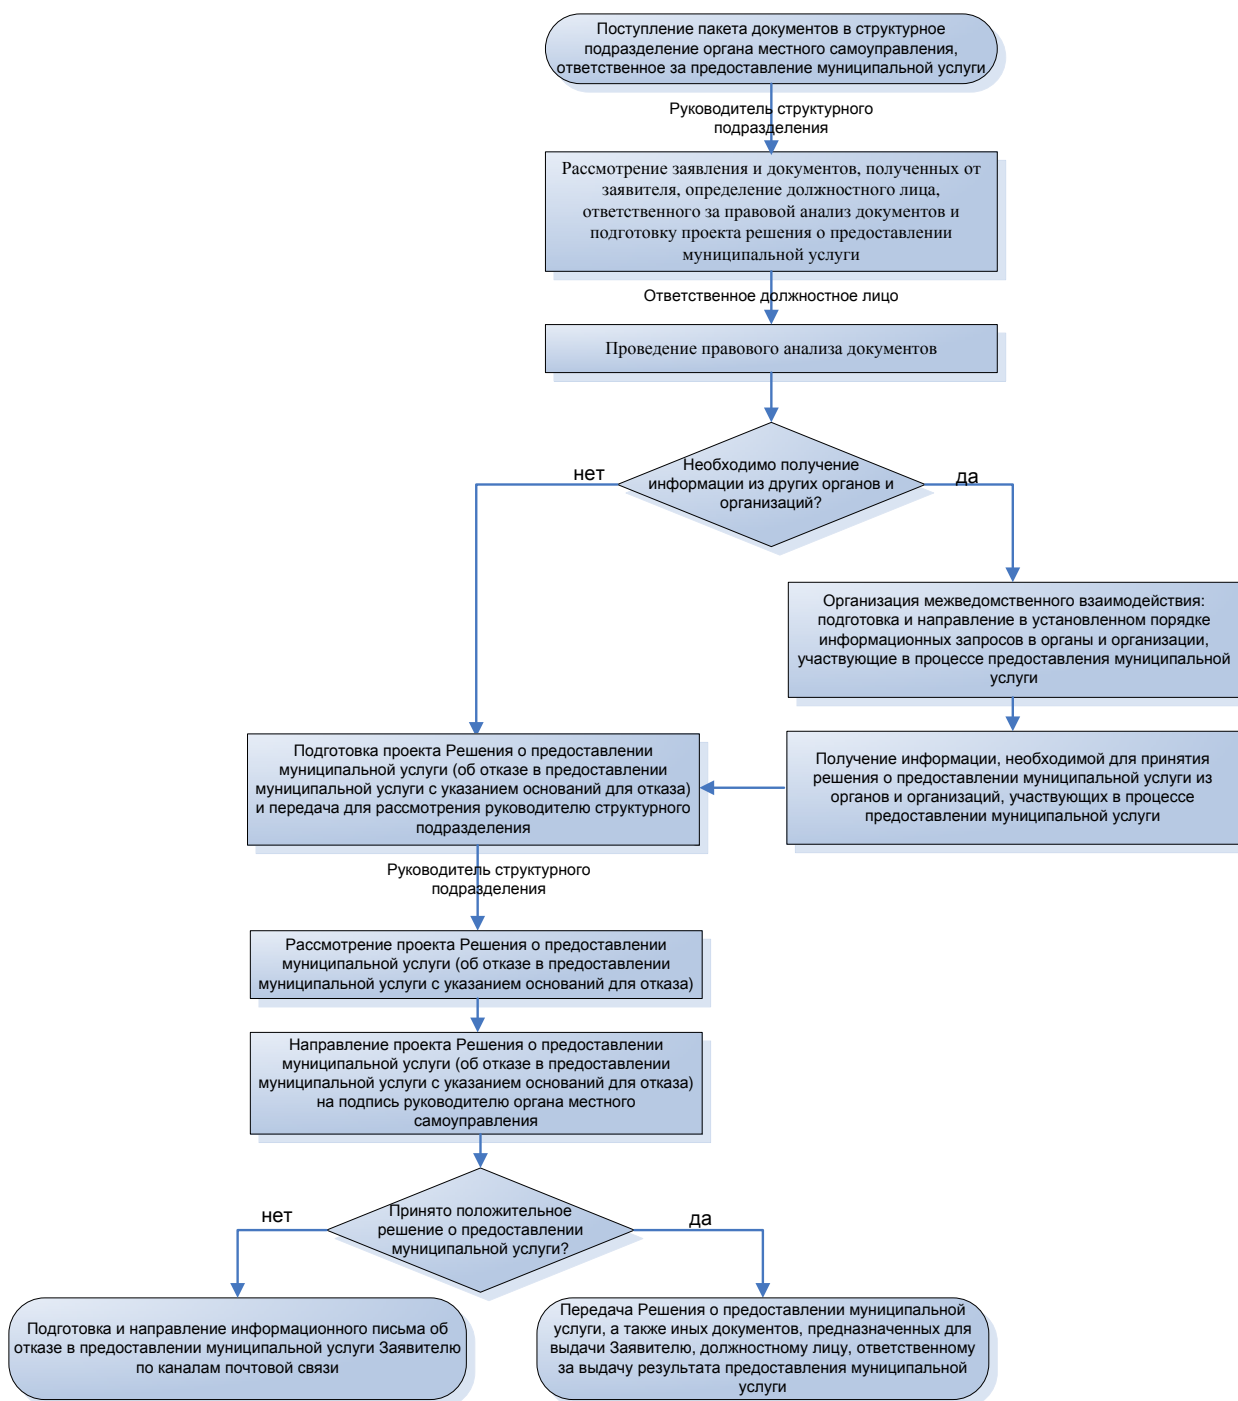 Поступление пакета документов в структурное
подразделение органа местного самоуправления,
ответственное за предоставление муниципальной услуги
Руководитель структурного
подразделения
Рассмотрение заявления и документов, полученных от
заявителя, определение должностного лица,
ответственного за правовой анализ документов и
подготовку проекта решения о предоставлении
муниципальной услуги
Ответственное должностное лицо
Проведение правового анализа документов
Необходимо получение
информации из других органов и
организаций?
нет
да
Организация межведомственного взаимодействия:
подготовка и направление в установленном порядке
информационных запросов в органы и организации,
участвующие в процессе предоставления муниципальной
услуги
Получение информации, необходимой для принятия
решения о предоставлении муниципальной услуги из
органов и организаций, участвующих в процессе
предоставлении муниципальной услуги
Подготовка проекта Решения о предоставлении
муниципальной услуги (об отказе в предоставлении
муниципальной услуги с указанием оснований для отказа)
и передача для рассмотрения руководителю структурного
подразделения
Руководитель структурного
подразделения
Рассмотрение проекта Решения о предоставлении
муниципальной услуги (об отказе в предоставлении
муниципальной услуги с указанием оснований для отказа)
Направление проекта Решения о предоставлении
муниципальной услуги (об отказе в предоставлении
муниципальной услуги с указанием оснований для отказа)
на подпись руководителю органа местного
самоуправления
Принято положительное
решение о предоставлении
муниципальной услуги?
нет
да
Подготовка и направление информационного письма об
отказе в предоставлении муниципальной услуги Заявителю
по каналам почтовой связи
Передача Решения о предоставлении муниципальной
услуги, а также иных документов, предназначенных для
выдачи Заявителю, должностному лицу, ответственному
за выдачу результата предоставления муниципальной
услуги